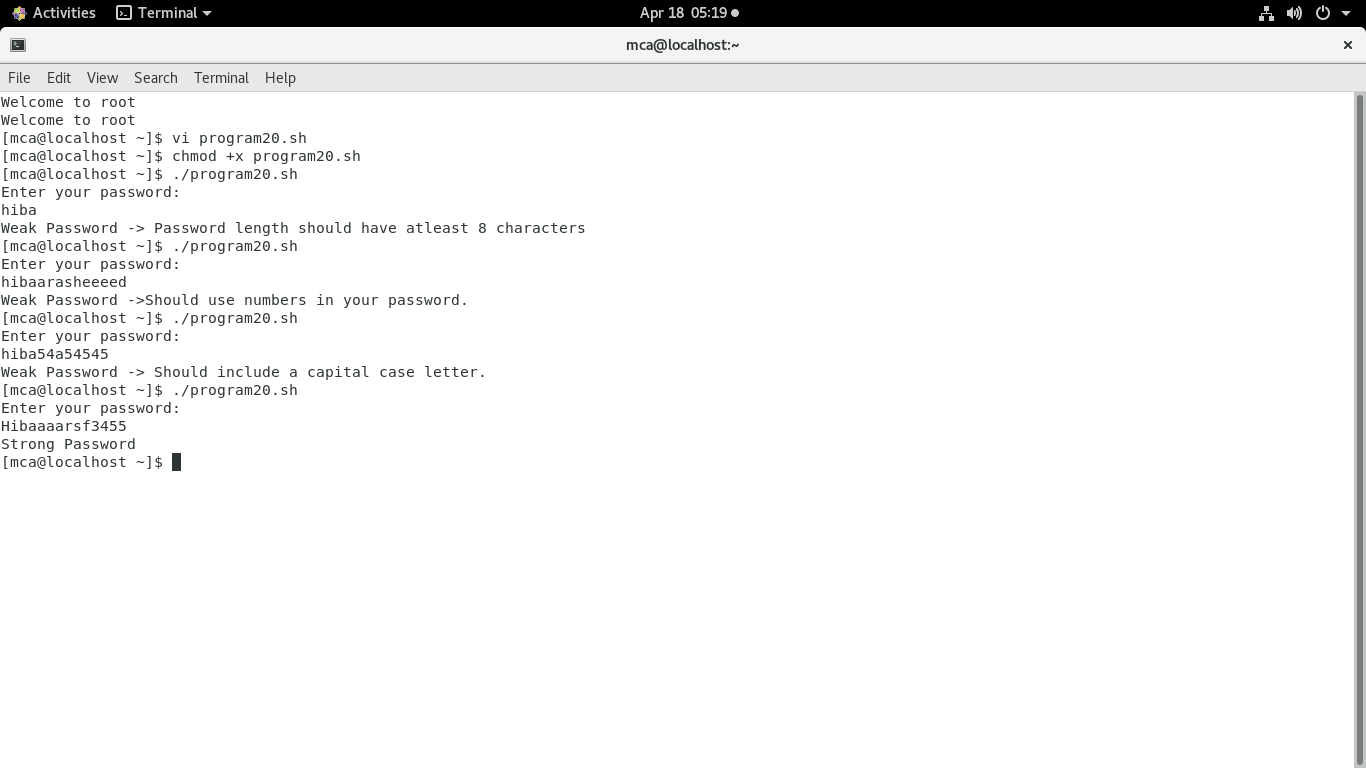 Activities Terminal Apr 18 05:19
mca@localhost:~
File Edit View Search Terminal Help
Welcome to root
Welcome to root
[mca@localhost ~]$ vi program20.sh
[mca@localhost ~]$ chmod +x program20.sh
[mca@localhost ~]$ ./program20.sh
Enter your password:
hiba
Weak Password -> Password length should have atleast 8 characters
[mca@localhost ~]$ ./program20.sh
Enter your password:
hibaarasheeeed
Weak Password ->Should use numbers in your password.
[mca@localhost ~]$ ./program20.sh
Enter your password:
hiba54a54545
Weak Password -> Should include a capital case letter.
[mca@localhost ~]$ ./program20.sh
Enter your password:
Hibaaaarsf3455
Strong Password
[mca@localhost ~]$